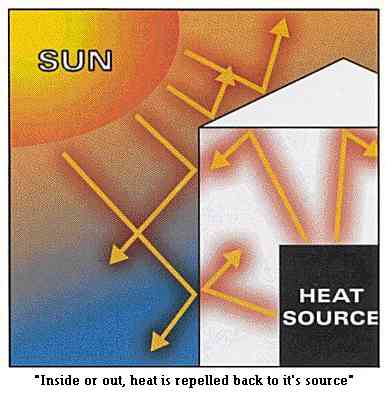 SUN
HEAT
SOURCE
"Inside or out, heat is repelled back to it's source"